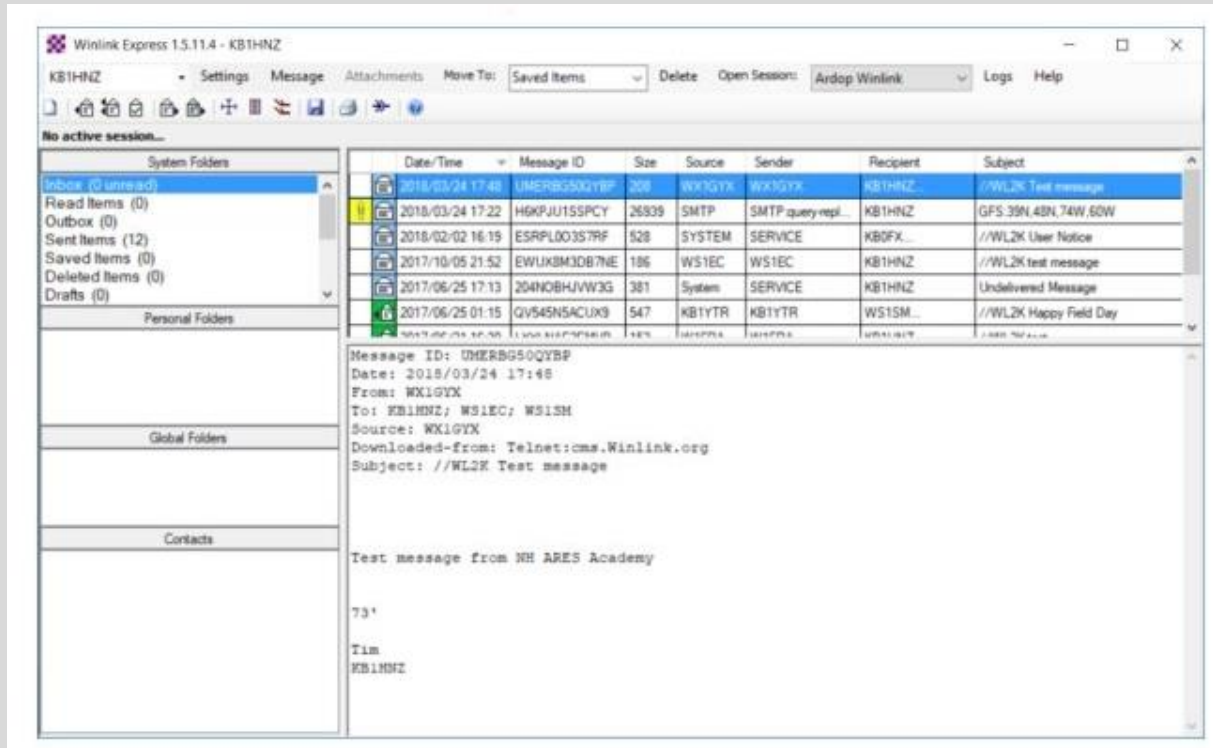 Winlink Express 1.5.11.4 - KB1HNZ
KB1HNZ Settings Message Attachments Move To: Saved Items Delete Open Session: Ardop Winlink Logs Help
No active session...
System Folders
Inbox (0 unread)
Read Items (0)
Outbox (0)
Sent Items (12)
Saved Items (0)
Deleted Items (0)
Drafts (0)
Personal Folders
Global Folders
Contacts
Date/Time Message ID Size Source Sender Recipient Subject
2018/03/24 17:48 UMERBG50QYBP 208 WX1GYX WX1GYX KB1HNZ... //WL2K Test message
2018/03/24 17:22 H6KPJU1SSPCY 26939 SMTP SMTP:query-repl... KB1HNZ GFS:39N,48N,74W,60W
2018/02/02 16:19 ESRPL0O3S7RF 528 SYSTEM SERVICE KB0FX... //WL2K User Notice
2017/10/05 21:52 EWUX8M3DB7NE 186 WS1EC WS1EC KB1HNZ //WL2K test message
2017/06/25 17:13 204NOBHJVW3G 381 System SERVICE KB1HNZ Undelivered Message
2017/06/25 01:15 QV545N5ACUX9 547 KB1YTR KB1YTR WS1SM... //WL2K Happy Field Day
Message ID: UMERBG50QYBP
Date: 2018/03/24 17:48
From: WX1GYX
To: KB1HNZ; WS1EC; WS1SM
Source: WX1GYX
Downloaded-from: Telnet:cms.Winlink.org
Subject: //WL2K Test message
Test message from NH ARES Academy
73'
Tim
KB1HNZ